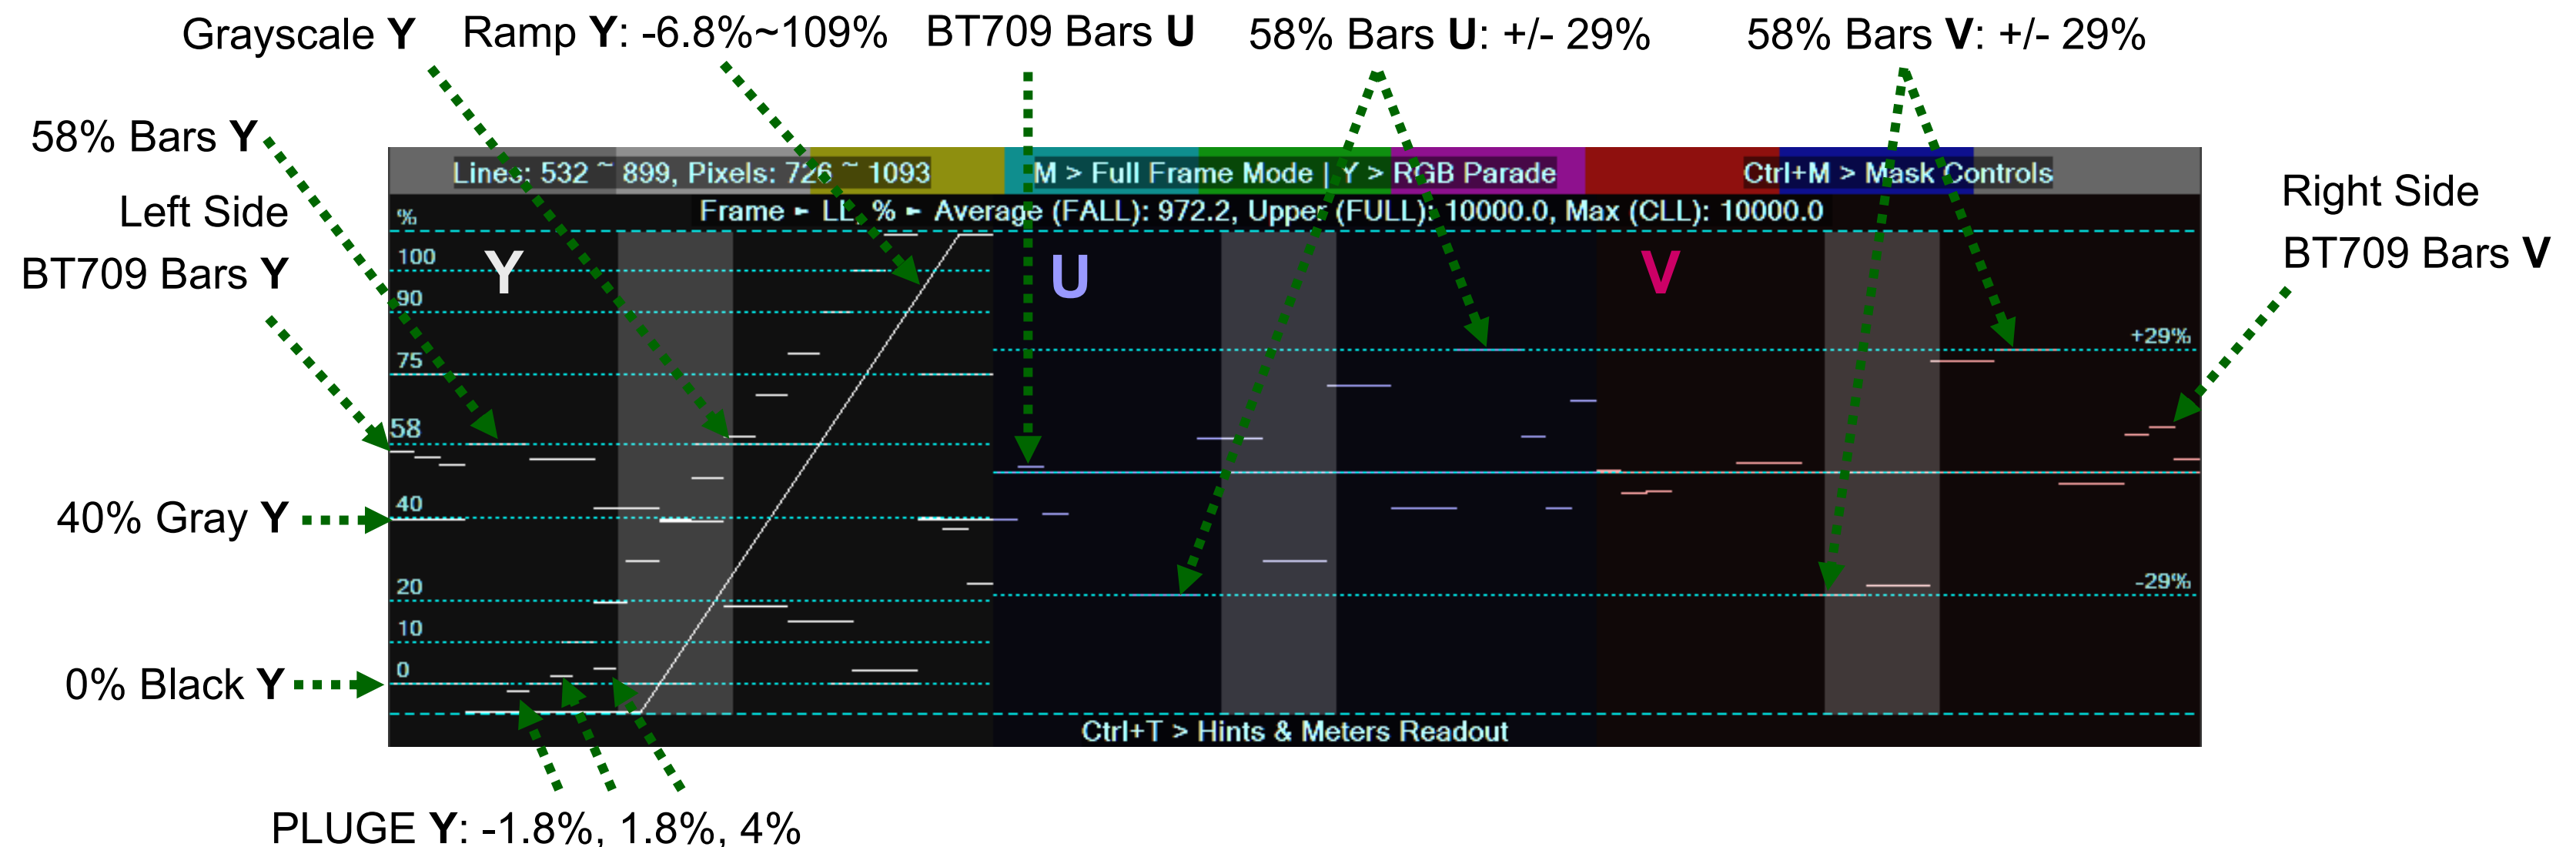 Grayscale Y
Ramp Y: -6.8%~109%
BT709 Bars U
58% Bars U: +/- 29%
58% Bars V: +/- 29%
58% Bars Y
Left Side
BT709 Bars Y
40% Gray Y
0% Black Y
Right Side
BT709 Bars V
Lines: 532 ~ 899, Pixels: 726 ~ 1093
M > Full Frame Mode | Y > RGB Parade
Ctrl+M > Mask Controls
Frame ► LL, % ► Average (FALL): 972.2, Upper (FULL): 10000.0, Max (CLL): 10000.0
%
100
90
75
58
40
20
10
0
Y
U
V
+29%
-29%
Ctrl+T > Hints & Meters Readout
PLUGE Y: -1.8%, 1.8%, 4%